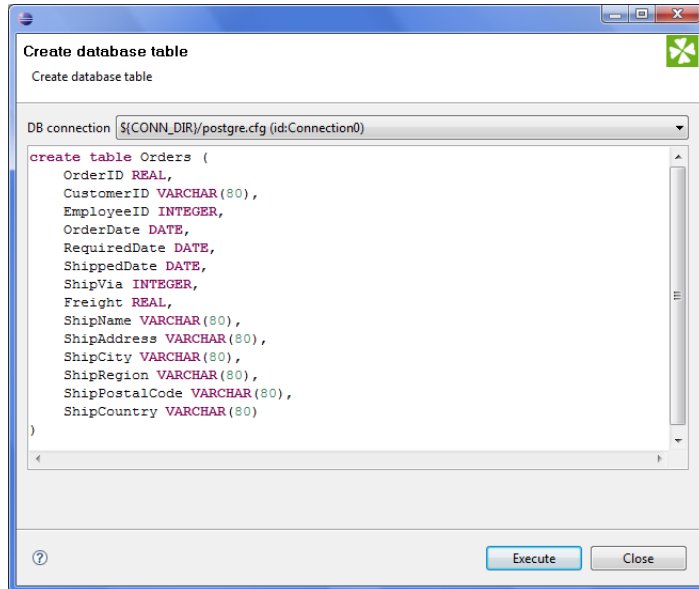 Create database table
Create database table
DB connection ${CONN_DIR}/postgre.cfg (id:Connection0)
create table Orders (
    OrderID REAL,
    CustomerID VARCHAR(80),
    EmployeeID INTEGER,
    OrderDate DATE,
    RequiredDate DATE,
    ShippedDate DATE,
    ShipVia INTEGER,
    Freight REAL,
    ShipName VARCHAR(80),
    ShipAddress VARCHAR(80),
    ShipCity VARCHAR(80),
    ShipRegion VARCHAR(80),
    ShipPostalCode VARCHAR(80),
    ShipCountry VARCHAR(80)
)
? Execute Close